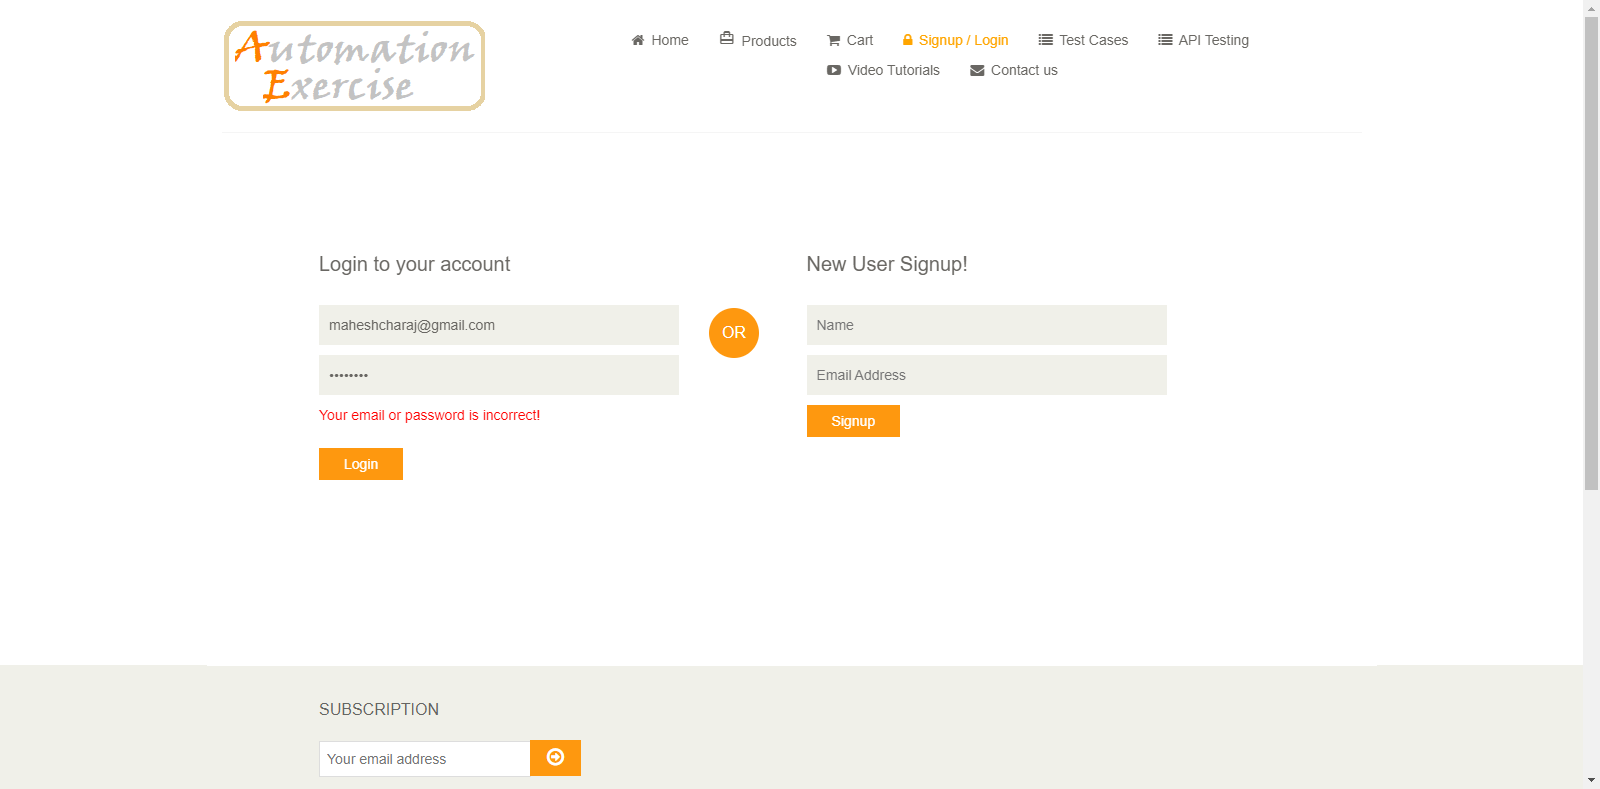 Automation
Exercise
Home
Products
Cart
Signup / Login
Test Cases
API Testing
Video Tutorials
Contact us
Login to your account
maheshcharaj@gmail.com
••••••••
Your email or password is incorrect!
Login
OR
New User Signup!
Name
Email Address
Signup
SUBSCRIPTION
Your email address